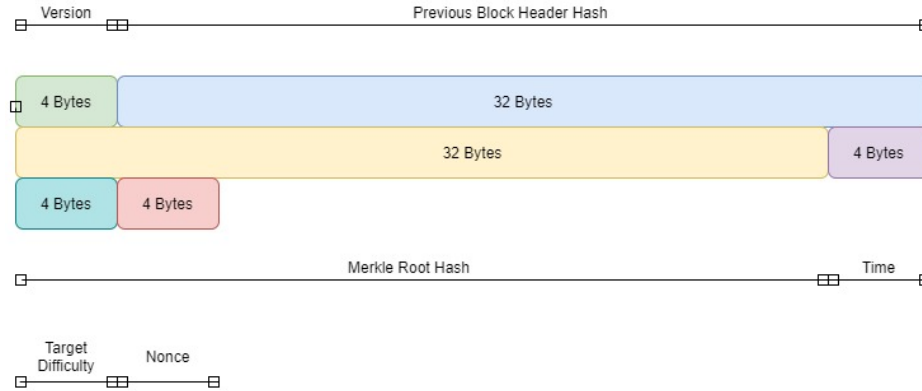 Version
Previous Block Header Hash
4 Bytes
32 Bytes
32 Bytes
4 Bytes
4 Bytes
4 Bytes
Merkle Root Hash
Time
Target
Difficulty
Nonce